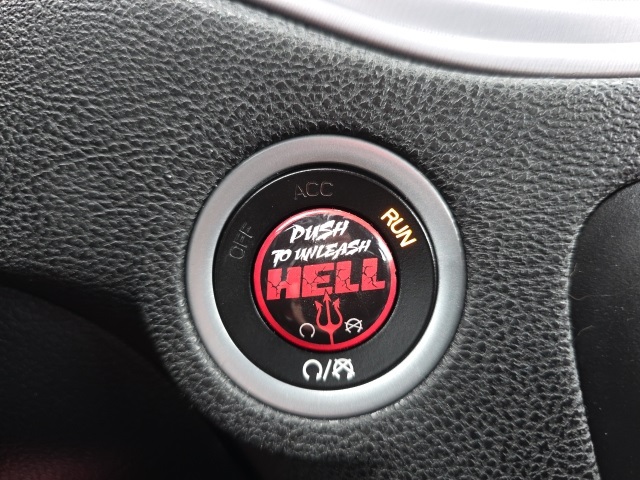 ACC
OFF
RUN
PUSH
TO UNLEASH
HELL